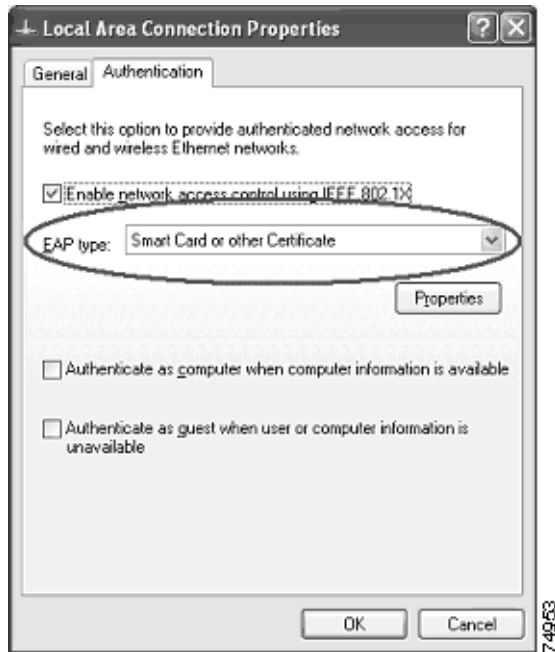 Local Area Connection Properties
General Authentication
Select this option to provide authenticated network access for
wired and wireless Ethernet networks.
Enable network access control using IEEE 802.1X
EAP type: Smart Card or other Certificate
Properties
Authenticate as computer when computer information is available
Authenticate as guest when user or computer information is
unavailable
OK Cancel
74953